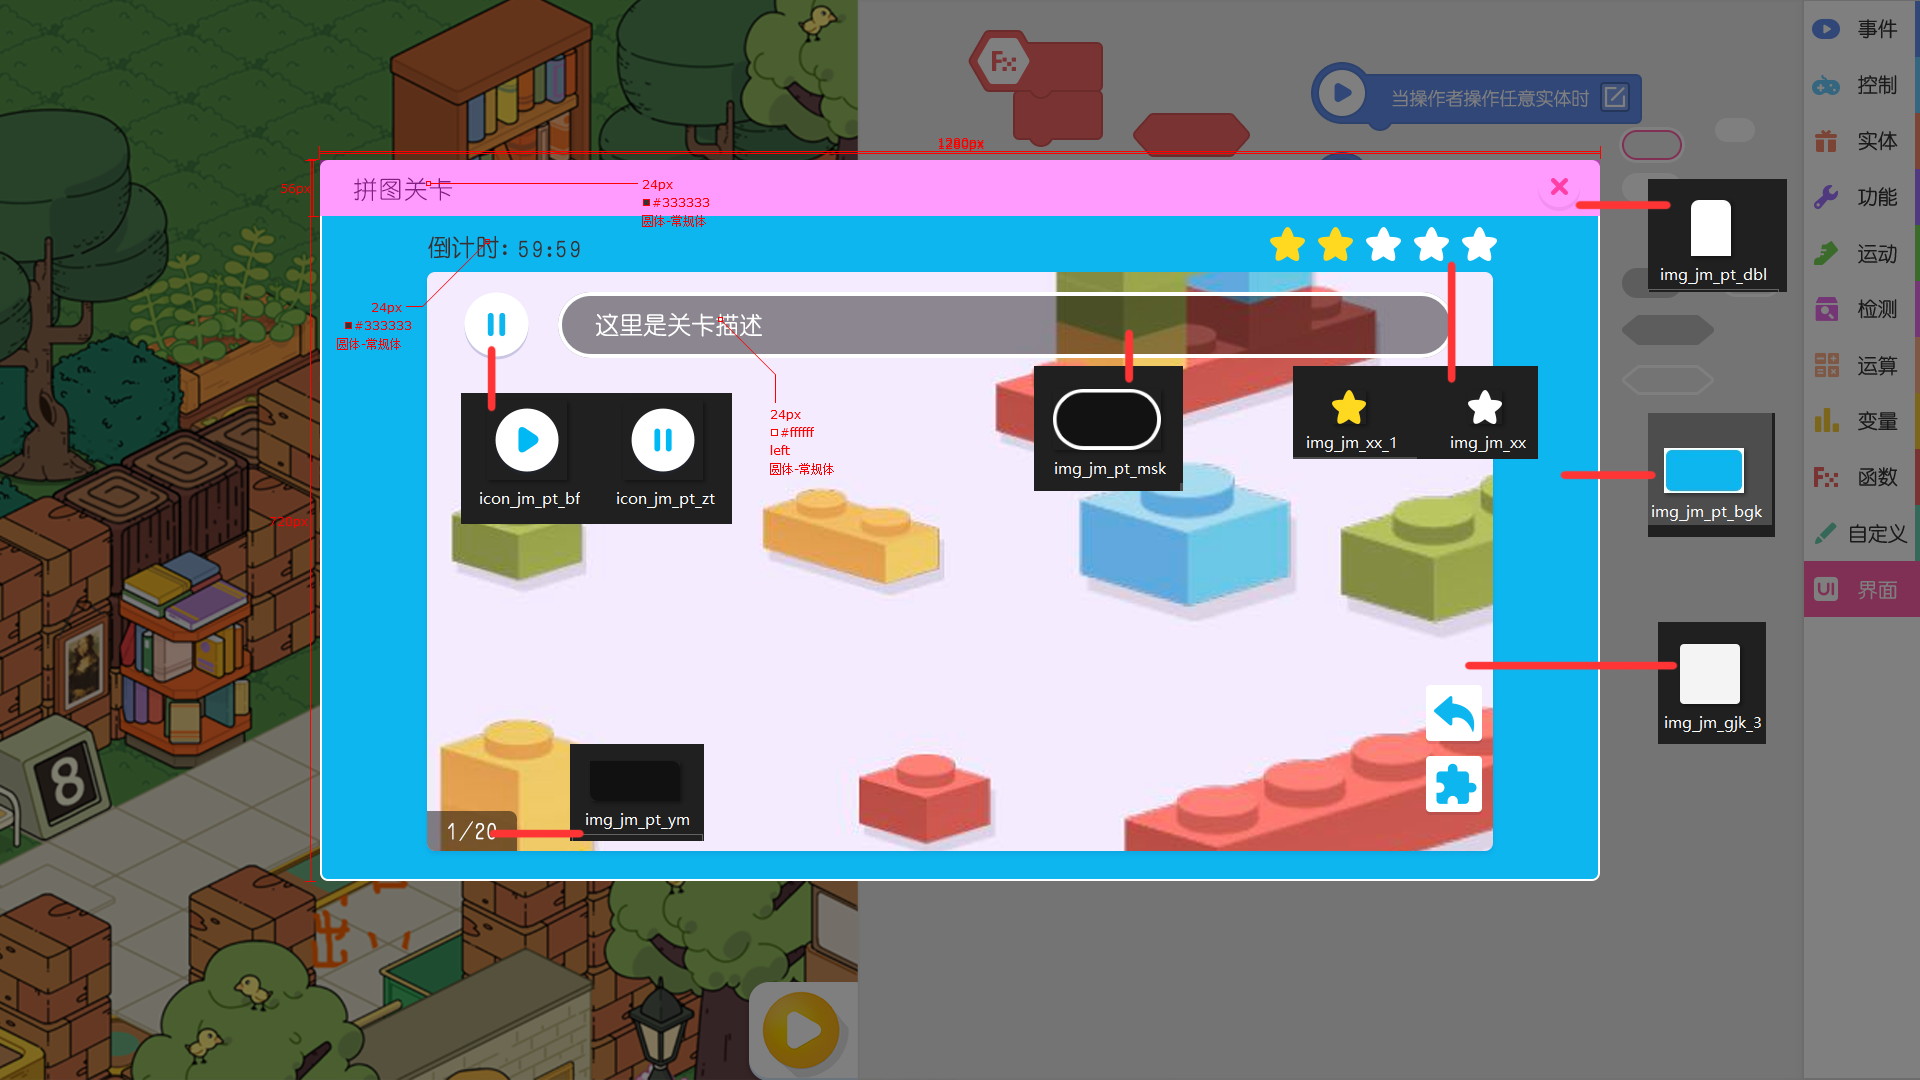 事件
控制
实体
功能
运动
检测
运算
变量
函数
自定义
UI 界面
当操作者操作任意实体时
1280px
56px
拼图关卡
24px
#333333
圆体-常规体
倒计时：59:59
24px
#333333
圆体-常规体
这里是关卡描述
24px
#ffffff
left
圆体-常规体
icon_jm_pt_bf
icon_jm_pt_zt
img_jm_pt_msk
img_jm_xx_1
img_jm_xx
img_jm_pt_dbl
img_jm_pt_bgk
img_jm_gjk_3
720px
8
1/20
img_jm_pt_ym